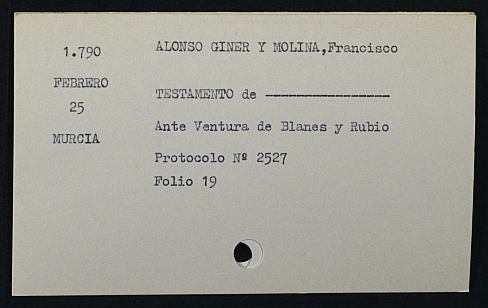 1.790
FEBRERO
25
MURCIA
ALONSO GINER Y MOLINA,Francisco
TESTAMENTO de -----------------
Ante Ventura de Blanes y Rubio
Protocolo Nº 2527
Folio 19